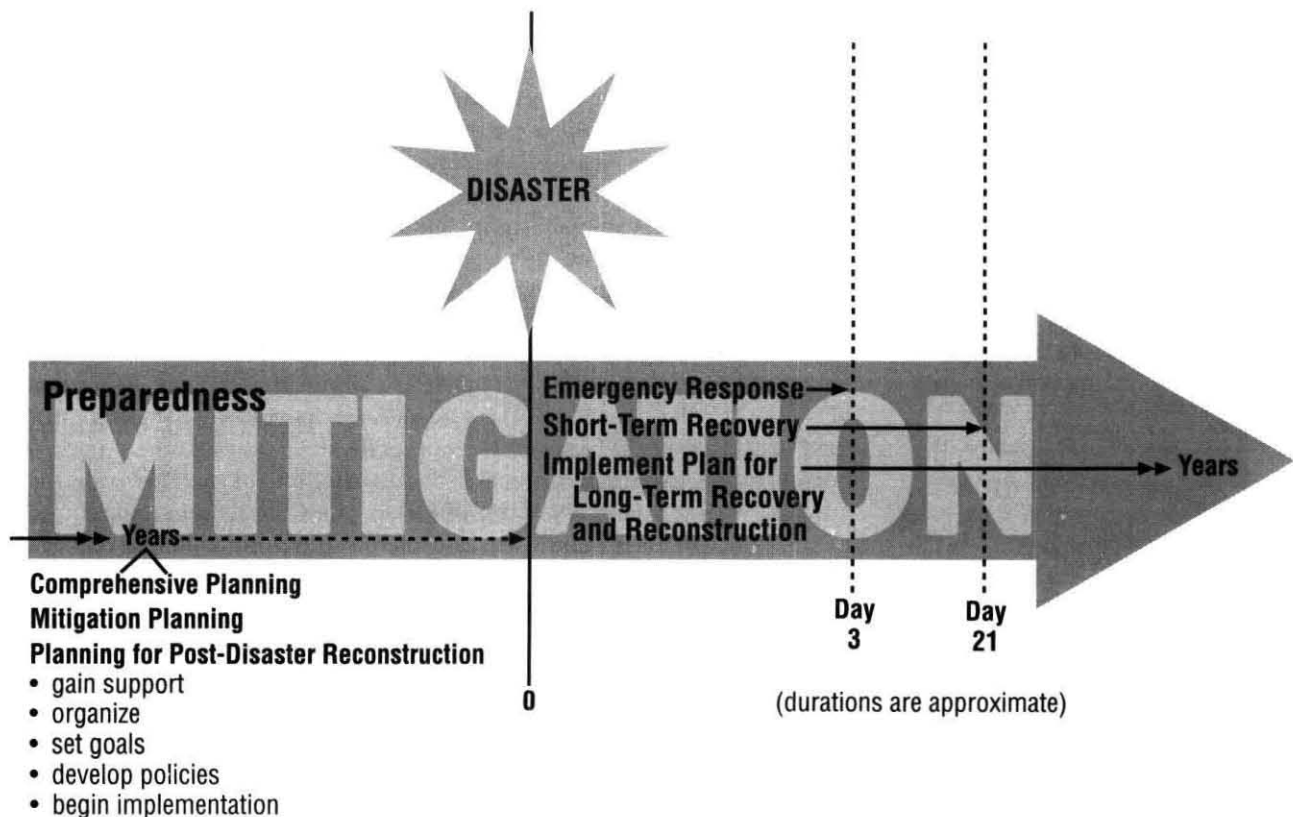 DISASTER
Preparedness
MITIGATION
Emergency Response
Short-Term Recovery
Implement Plan for
Long-Term Recovery
and Reconstruction
Years
Years
Comprehensive Planning
Mitigation Planning
Planning for Post-Disaster Reconstruction
• gain support
• organize
• set goals
• develop policies
• begin implementation
0
Day
3
Day
21
(durations are approximate)